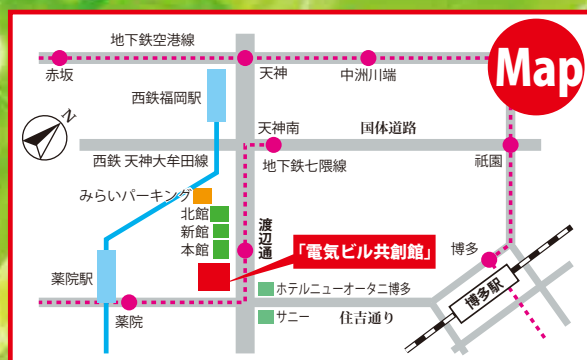 地下鉄空港線
Map
赤坂
天神
中洲川端
西鉄福岡駅
N
天神南
国体道路
西鉄 天神大牟田線
地下鉄七隈線
祇園
みらいパーキング
北館
新館
本館
渡辺通
「電気ビル共創館」
博多
薬院駅
ホテルニューオータニ博多
博多駅
薬院
サニー
住吉通り